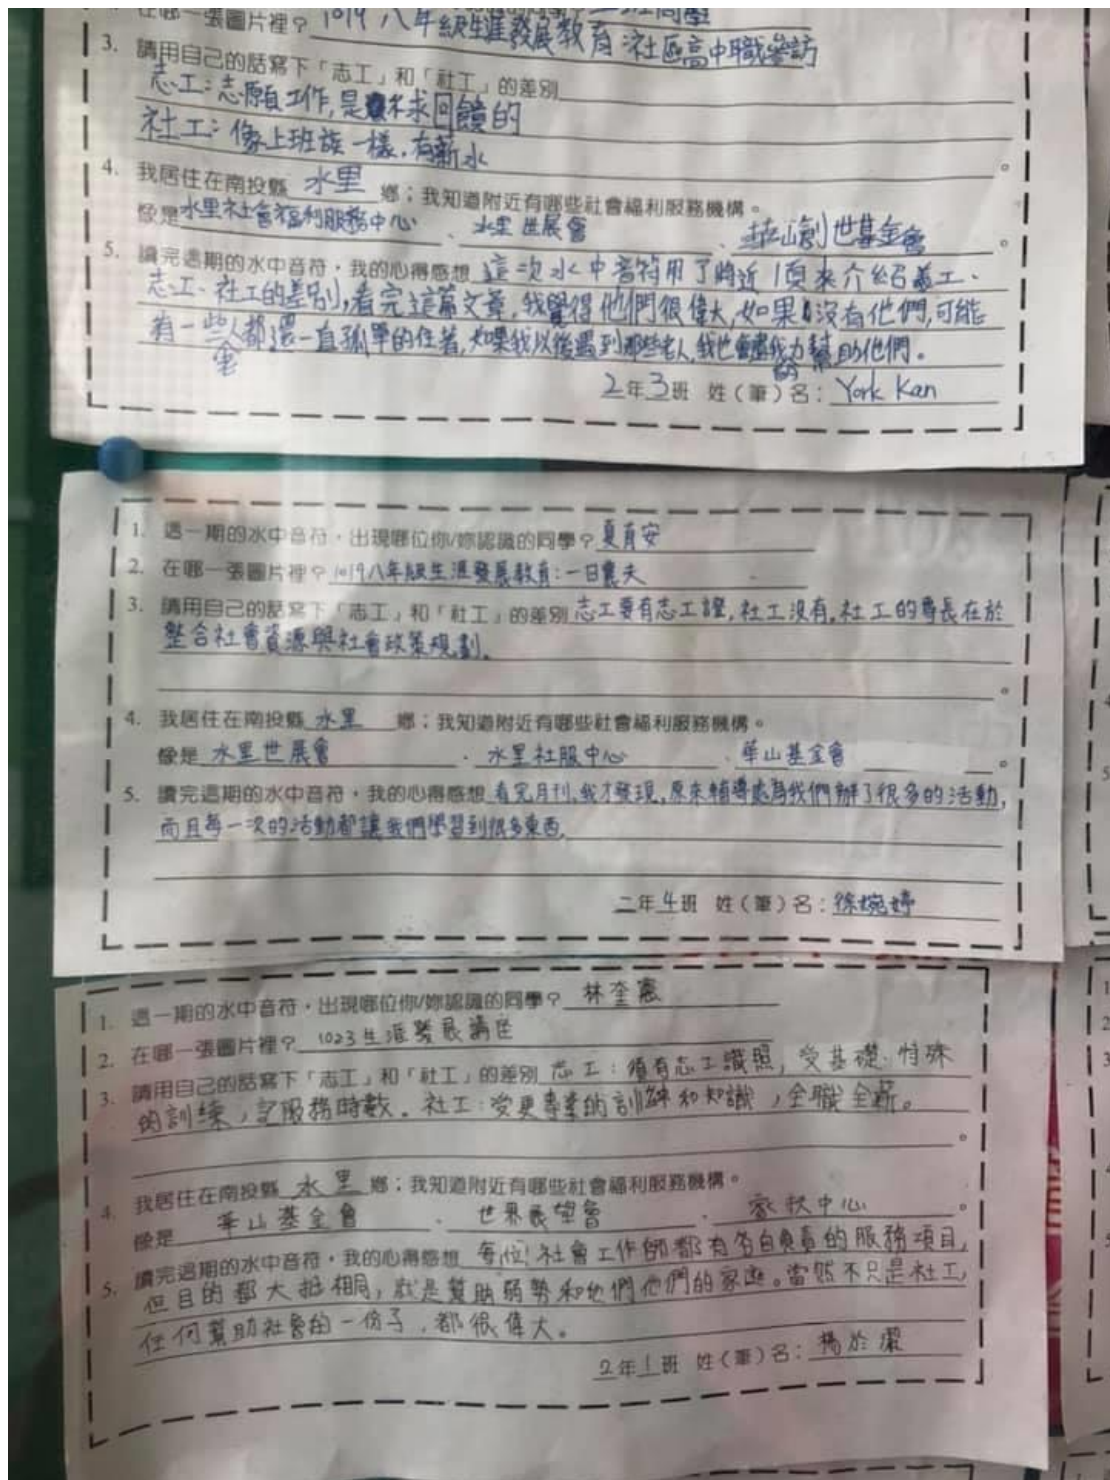 在哪一張圖片裡？1019八年級生涯發展教育:社區高中職參訪
3. 請用自己的話寫下「志工」和「社工」的差別
志工:志願工作,是不求回饋的
社工:像上班族一樣,有薪水
。
4. 我居住在南投縣 水里 鄉；我知道附近有哪些社會福利服務機構。
像是水里社會福利服務中心、水里世展會、華山創世基金會。
5. 讀完這期的水中音符，我的心得感想 這一次水中音符用了將近1頁來介紹義工、
志工、社工的差別,看完這篇文章,我覺得他們很偉大,如果沒有他們,可能
有一些人都會還一直孤單的住著,如果我以後遇到那些老人,我也會盡我的力幫助他們。
2年3班 姓（筆）名：York Kan
1. 這一期的水中音符，出現哪位你/妳認識的同學？夏有安
2. 在哪一張圖片裡？1019八年級生涯發展教育:一日農夫
3. 請用自己的話寫下「志工」和「社工」的差別 志工要有志工證,社工沒有,社工的專長在於
整合社會資源與社會政策規劃。
。
4. 我居住在南投縣 水里 鄉；我知道附近有哪些社會福利服務機構。
像是 水里世展會、水里社服中心、華山基金會。
5. 讀完這期的水中音符，我的心得感想 看完月刊,我才發現,原來輔導處為我們辦了很多的活動,
而且每一次的活動都讓我們學習到很多東西。
二年4班 姓（筆）名：徐婉婷
1. 這一期的水中音符，出現哪位你/妳認識的同學？林奎憲
2. 在哪一張圖片裡？1023生涯發展講座
3. 請用自己的話寫下「志工」和「社工」的差別 志工:須有志工識照,受基礎、特殊
的訓練,記服務時數。社工:受更專業的訓練和知識,全職全薪。
。
4. 我居住在南投縣 水里 鄉；我知道附近有哪些社會福利服務機構。
像是 華山基金會、世界展望會、家扶中心。
5. 讀完這期的水中音符，我的心得感想 每位社會工作師都有各自負責的服務項目,
但目的都大抵相同,就是幫助弱勢和他們他們的家庭。當然不只是社工,
任何幫助社會的一份子,都很偉大。
2年1班 姓（筆）名：楊於潔